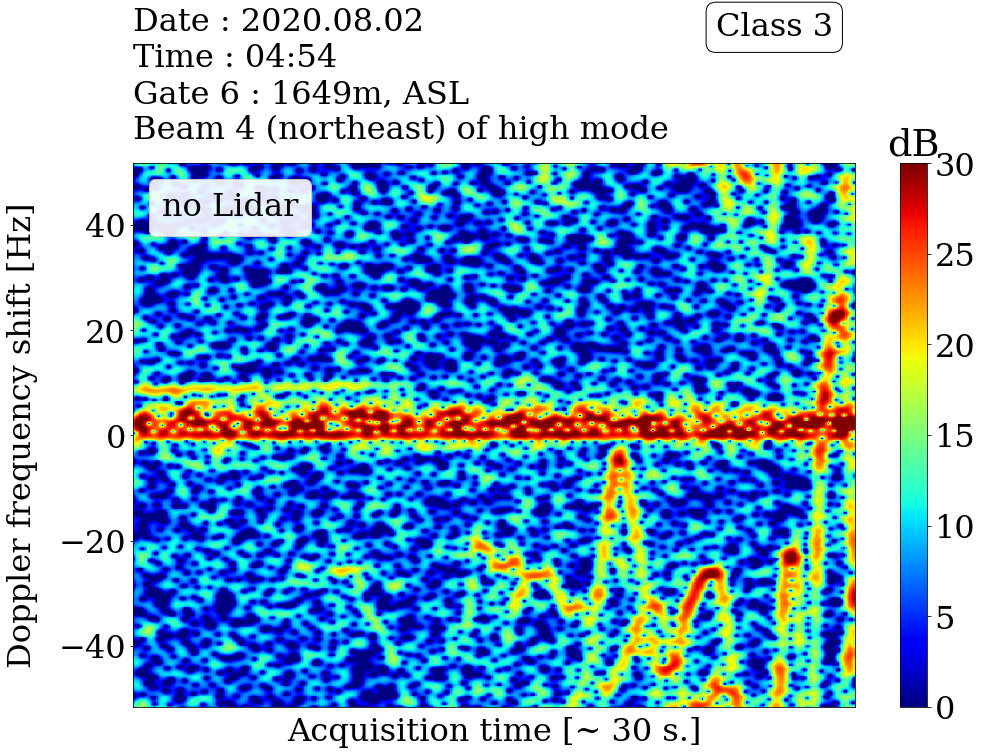 Date : 2020.08.02
Time : 04:54
Gate 6 : 1649m, ASL
Beam 4 (northeast) of high mode
Class 3
dB
no Lidar
Doppler frequency shift [Hz]
40
20
0
−20
−40
Acquisition time [~ 30 s.]
30
25
20
15
10
5
0